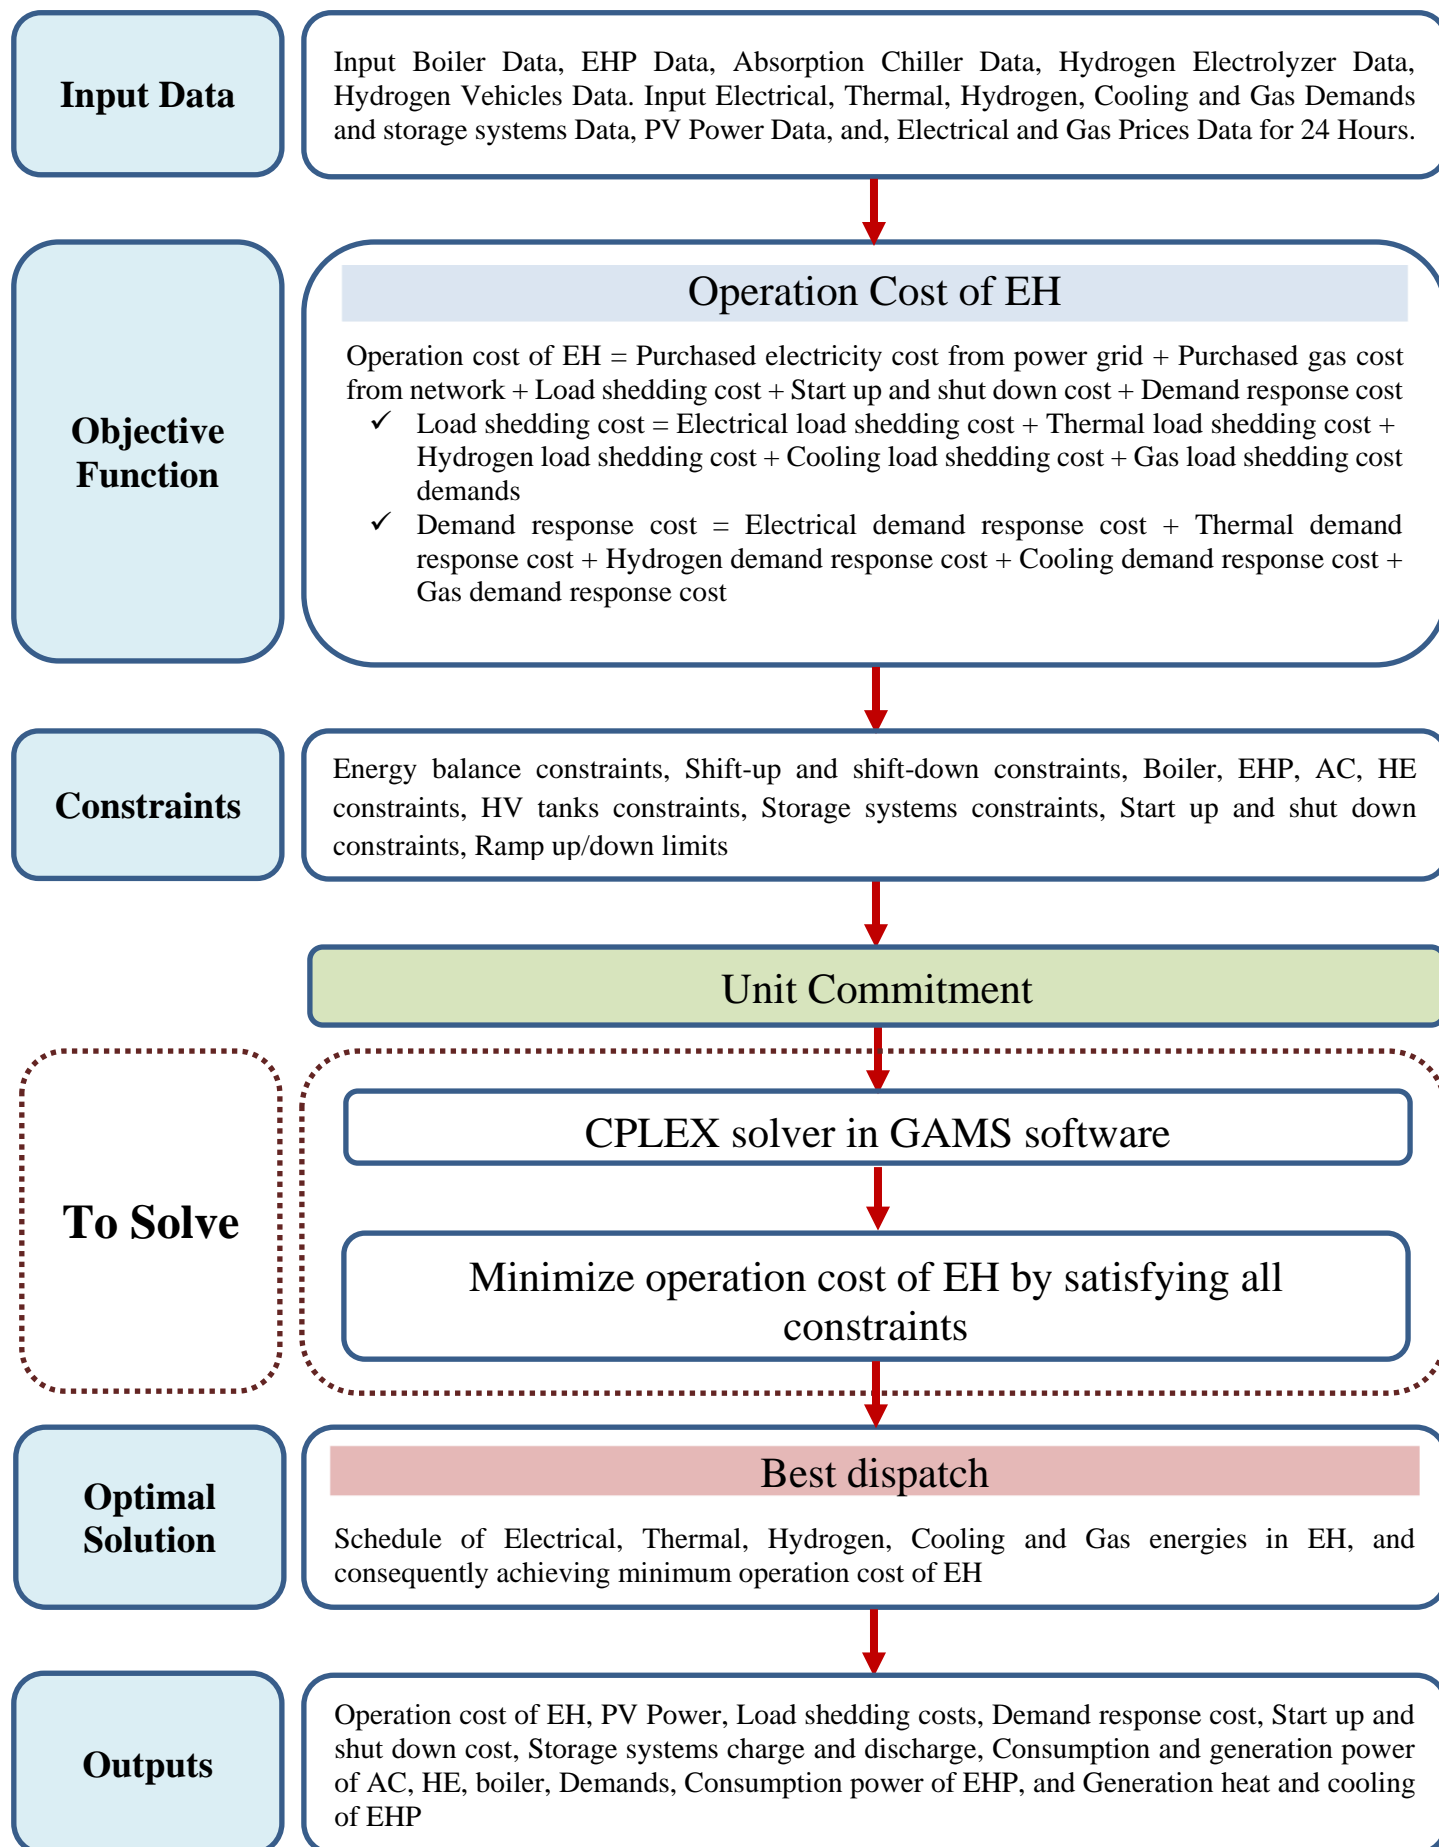 Input Data
Input Boiler Data, EHP Data, Absorption Chiller Data, Hydrogen Electrolyzer Data,
Hydrogen Vehicles Data. Input Electrical, Thermal, Hydrogen, Cooling and Gas Demands
and storage systems Data, PV Power Data, and, Electrical and Gas Prices Data for 24 Hours.
Objective
Function
Operation Cost of EH
Operation cost of EH = Purchased electricity cost from power grid + Purchased gas cost
from network + Load shedding cost + Start up and shut down cost + Demand response cost
✓ Load shedding cost = Electrical load shedding cost + Thermal load shedding cost +
Hydrogen load shedding cost + Cooling load shedding cost + Gas load shedding cost
demands
✓ Demand response cost = Electrical demand response cost + Thermal demand
response cost + Hydrogen demand response cost + Cooling demand response cost +
Gas demand response cost
Constraints
Energy balance constraints, Shift-up and shift-down constraints, Boiler, EHP, AC, HE
constraints, HV tanks constraints, Storage systems constraints, Start up and shut down
constraints, Ramp up/down limits
Unit Commitment
To Solve
CPLEX solver in GAMS software
Minimize operation cost of EH by satisfying all
constraints
Optimal
Solution
Best dispatch
Schedule of Electrical, Thermal, Hydrogen, Cooling and Gas energies in EH, and
consequently achieving minimum operation cost of EH
Outputs
Operation cost of EH, PV Power, Load shedding costs, Demand response cost, Start up and
shut down cost, Storage systems charge and discharge, Consumption and generation power
of AC, HE, boiler, Demands, Consumption power of EHP, and Generation heat and cooling
of EHP